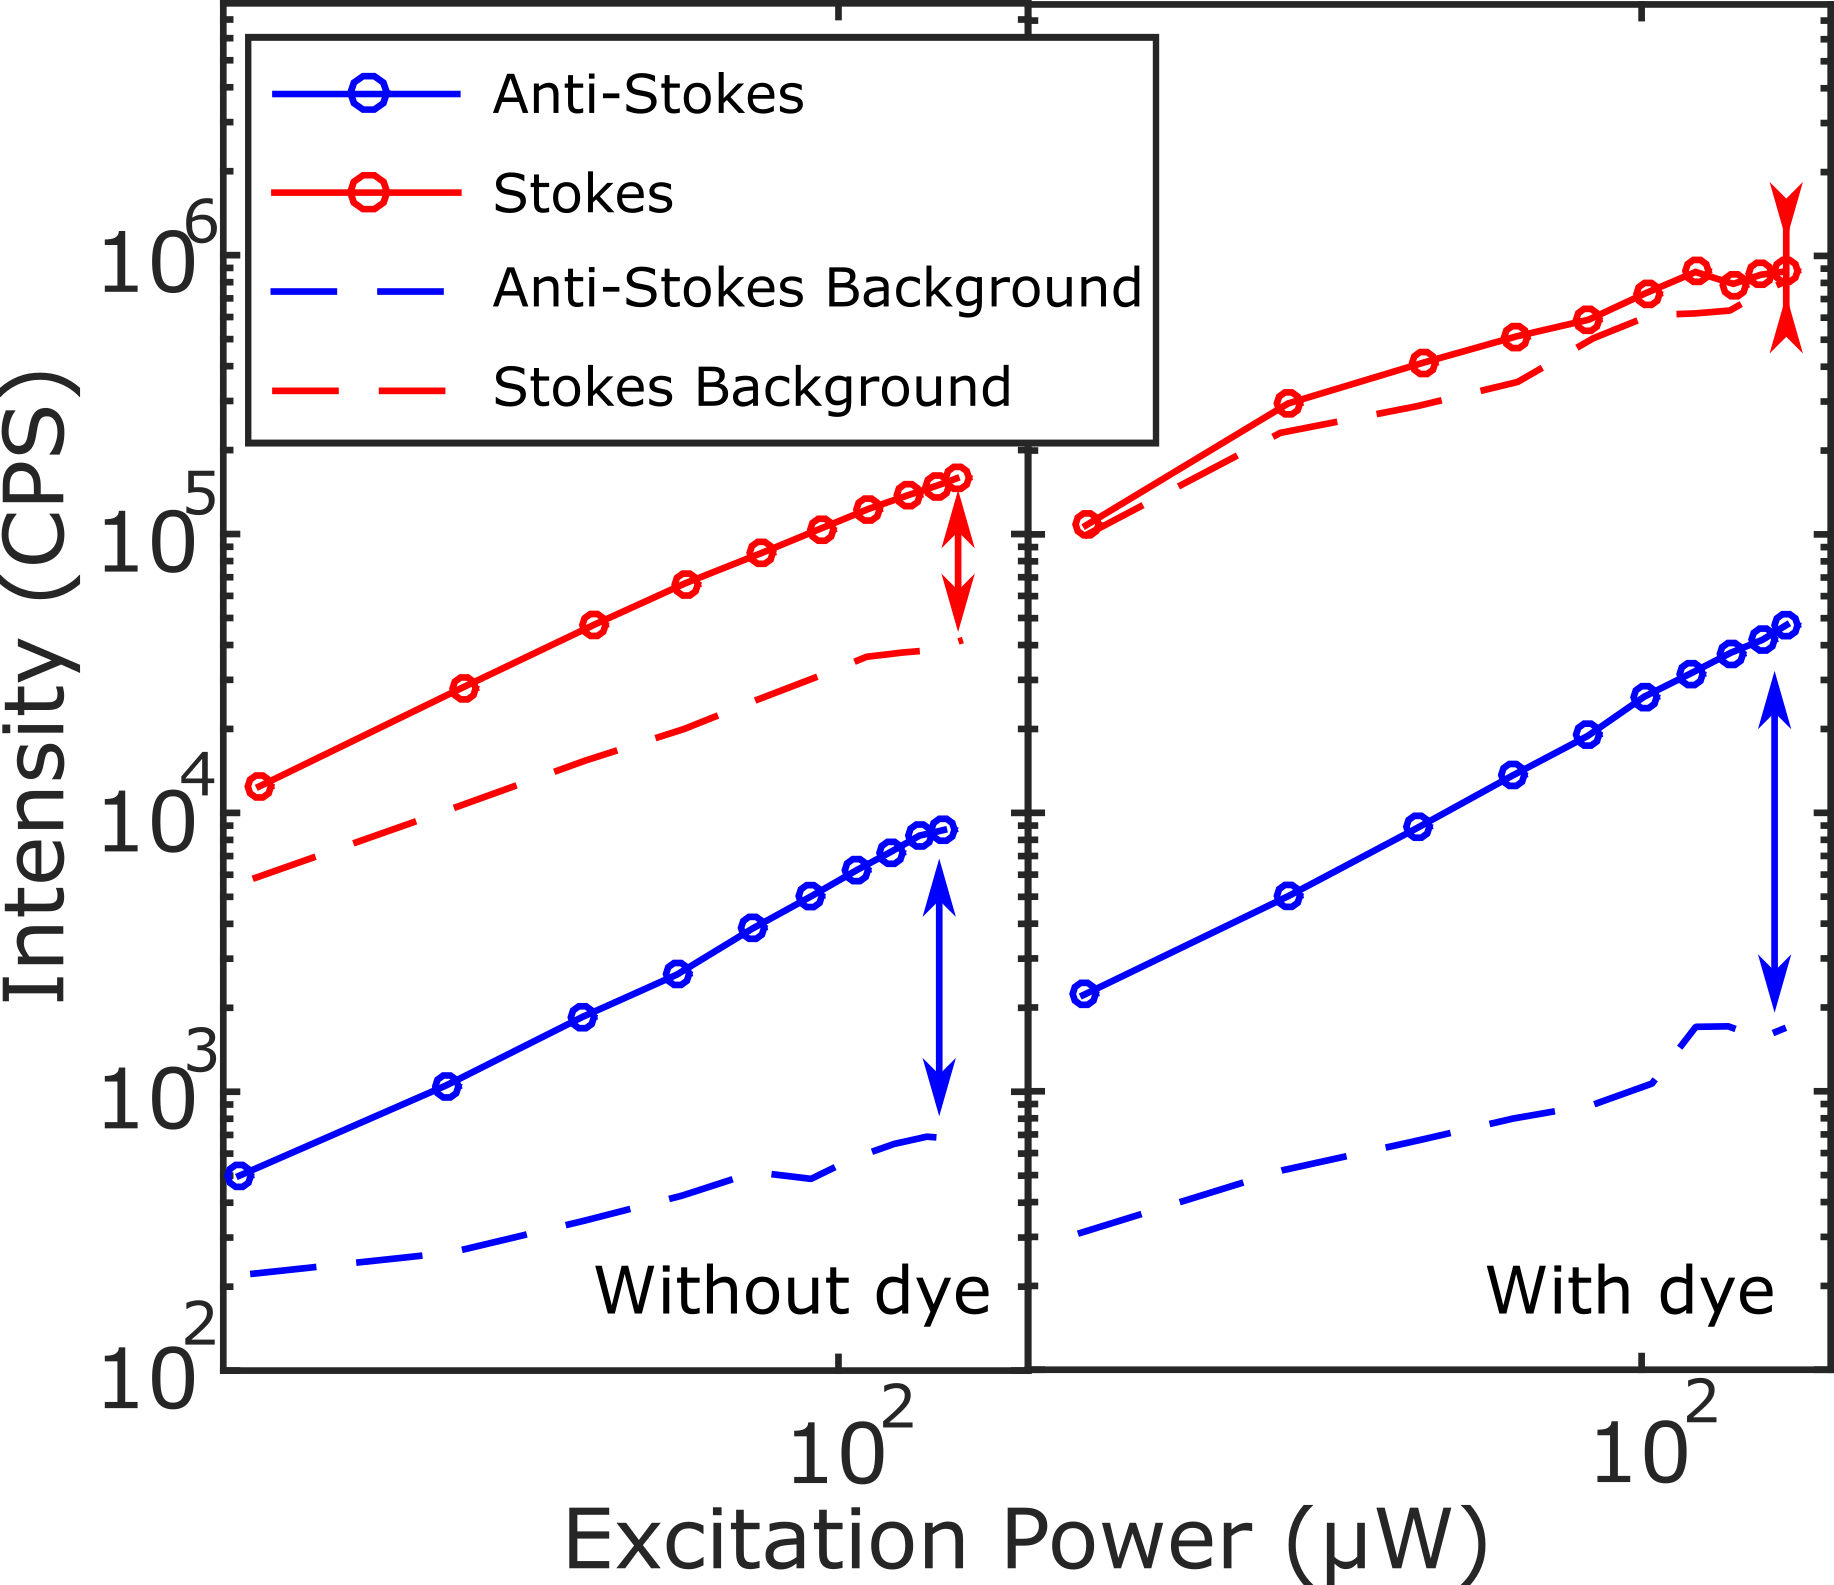 Anti-Stokes
Stokes
Anti-Stokes Background
Stokes Background
Intensity (CPS)
10^6
10^5
10^4
10^3
10^2
Without dye
With dye
10^2
10^2
Excitation Power (μW)